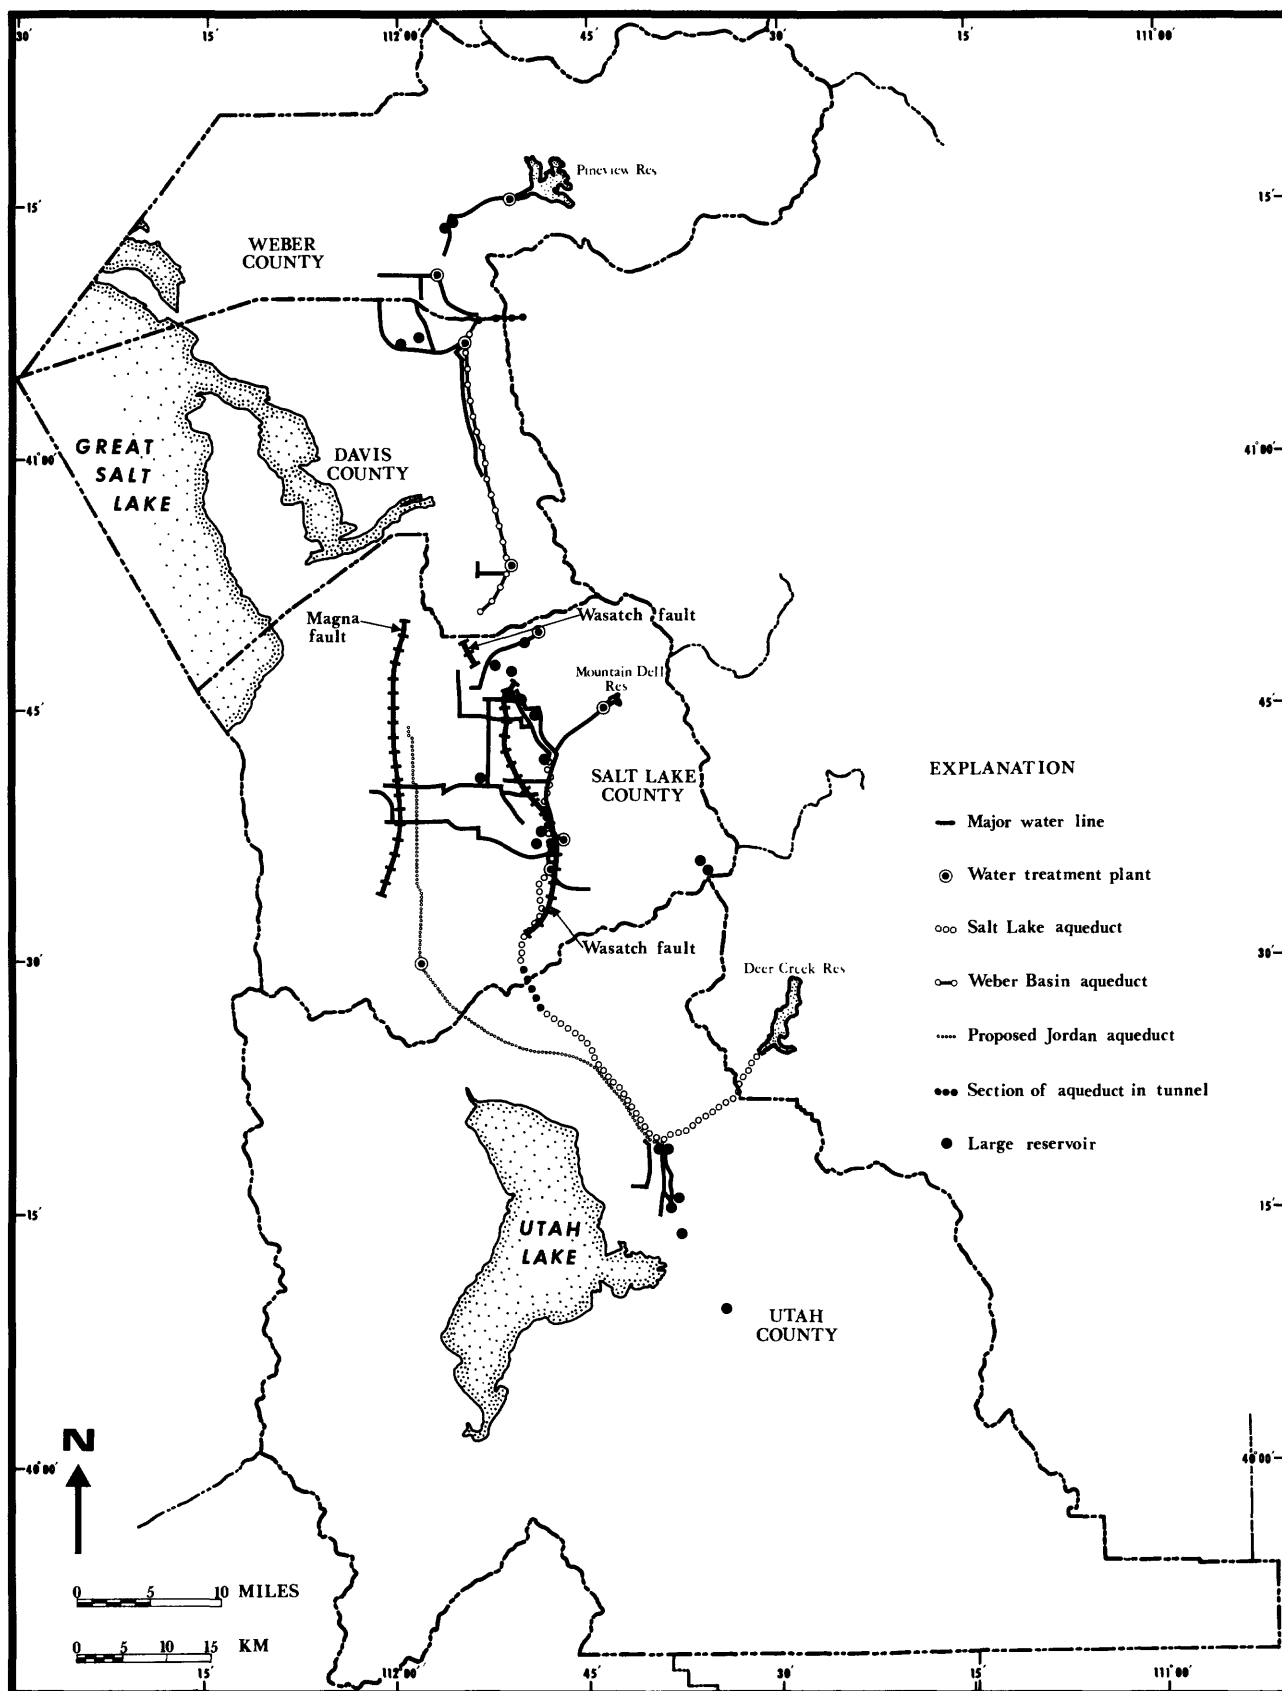 30′
15′
112°00′
45′
30′
15′
111°00′
Pineview Res
15′
15′
WEBER
COUNTY
GREAT
SALT
LAKE
DAVIS
COUNTY
41°00′
41°00′
Magna
fault
Wasatch fault
Mountain Dell
Res
45′
45′
SALT LAKE
COUNTY
EXPLANATION
Major water line
Water treatment plant
Salt Lake aqueduct
Wasatch fault
30′
30′
Deer Creek Res
Weber Basin aqueduct
Proposed Jordan aqueduct
Section of aqueduct in tunnel
Large reservoir
15′
15′
UTAH
LAKE
UTAH
COUNTY
N
40°00′
40°00′
0 5 10 MILES
0 5 10 15 KM
15′
112°00′
45′
30′
15′
111°00′